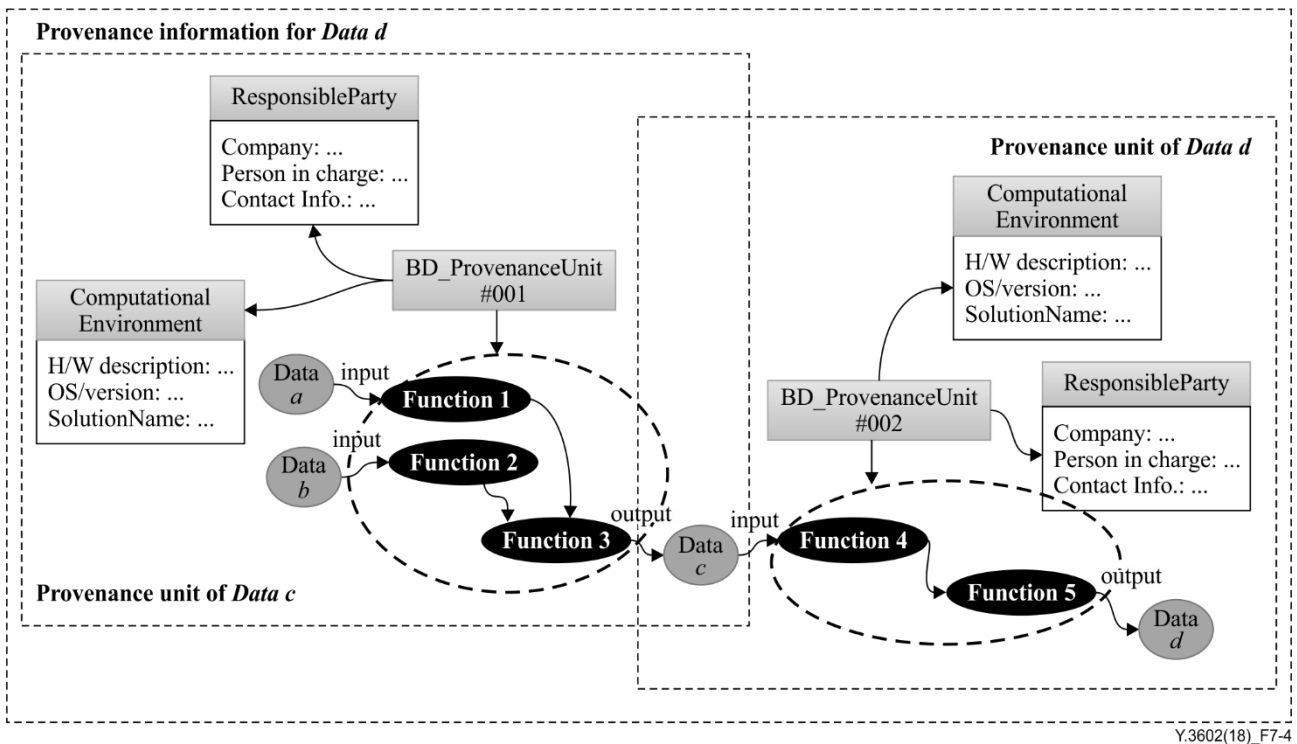 Provenance information for Data d
ResponsibleParty
Company: ...
Person in charge: ...
Contact Info.: ...
BD_ProvenanceUnit
#001
Computational
Environment
H/W description: ...
OS/version: ...
SolutionName: ...
Data
a
input
Function 1
Data
b
input
Function 2
Function 3
output
Data
c
Provenance unit of Data c
Provenance unit of Data d
Computational
Environment
H/W description: ...
OS/version: ...
SolutionName: ...
BD_ProvenanceUnit
#002
ResponsibleParty
Company: ...
Person in charge: ...
Contact Info.: ...
input
Function 4
Function 5
output
Data
d
Y.3602(18)_F7-4